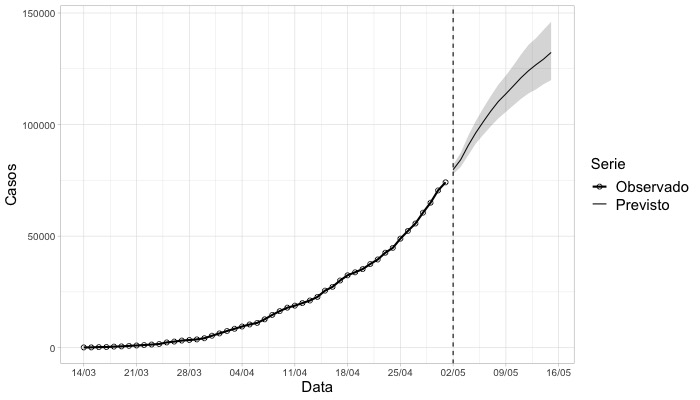 150000
100000
50000
0
Casos
14/03 21/03 28/03 04/04 11/04 18/04 25/04 02/05 09/05 16/05
Data
Serie
Observado
Previsto